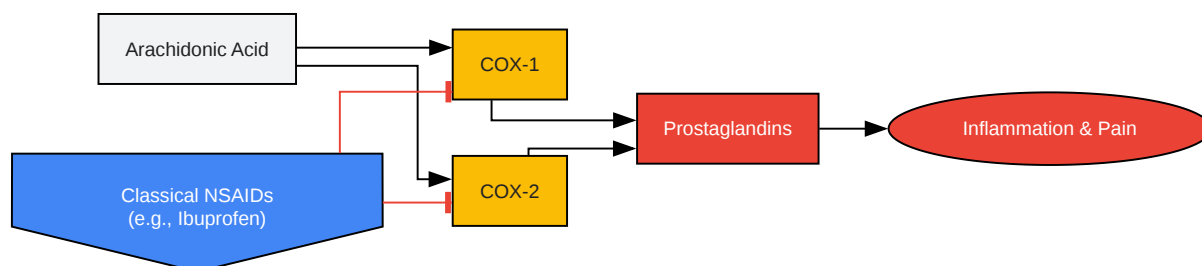 Arachidonic Acid
COX-1
Prostaglandins
Inflammation & Pain
COX-2
Classical NSAIDs
(e.g., Ibuprofen)